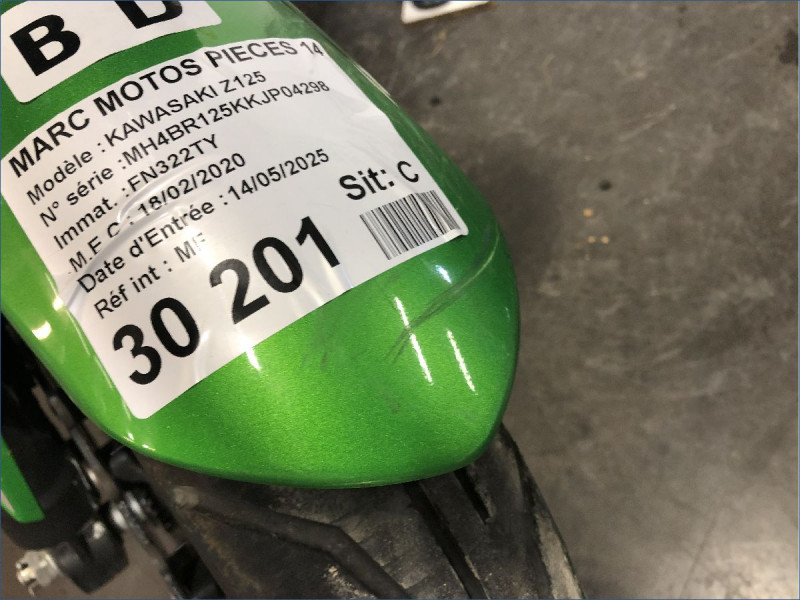 B D
MARC MOTOS PIECES 14
Modèle : KAWASAKI Z125
N° série : MH4BR125KKJP04298
Immat. : FN322TY
M.E.C : 18/02/2020
Date d'Entrée : 14/05/2025
Réf int :
Sit: C
30 201